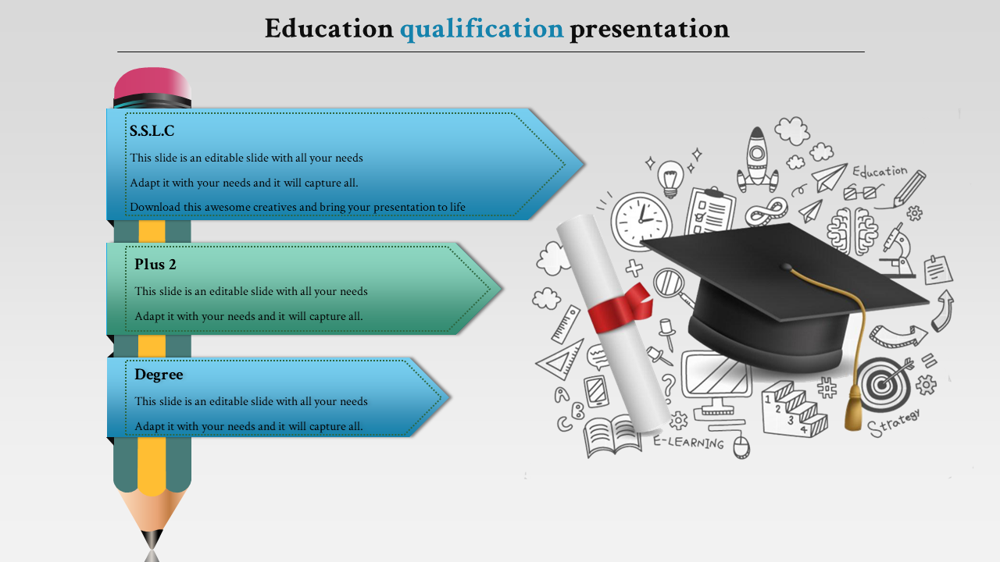 Education qualification presentation
S.S.L.C
This slide is an editable slide with all your needs
Adapt it with your needs and it will capture all.
Download this awesome creatives and bring your presentation to life
Plus 2
This slide is an editable slide with all your needs
Adapt it with your needs and it will capture all.
Degree
This slide is an editable slide with all your needs
Adapt it with your needs and it will capture all.
Education
A
B
C
?
#
1
2
3
4
Strategy
E-LEARNING